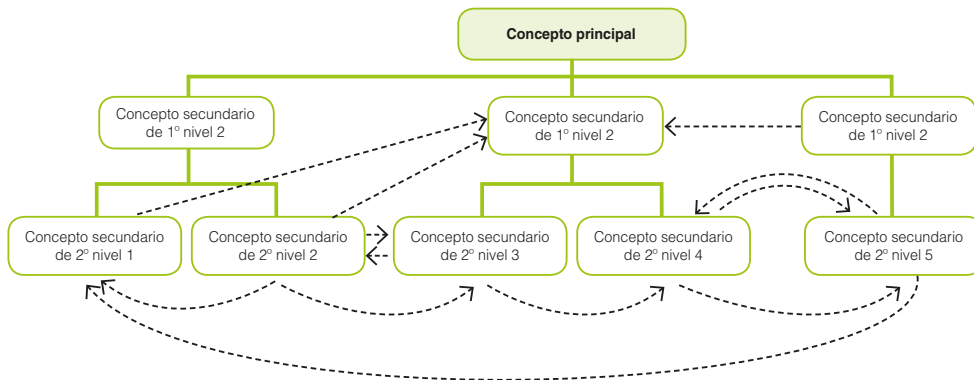 Concepto principal
Concepto secundario
de 1º nivel 2
Concepto secundario
de 1º nivel 2
Concepto secundario
de 1º nivel 2
Concepto secundario
de 2º nivel 1
Concepto secundario
de 2º nivel 2
Concepto secundario
de 2º nivel 3
Concepto secundario
de 2º nivel 4
Concepto secundario
de 2º nivel 5